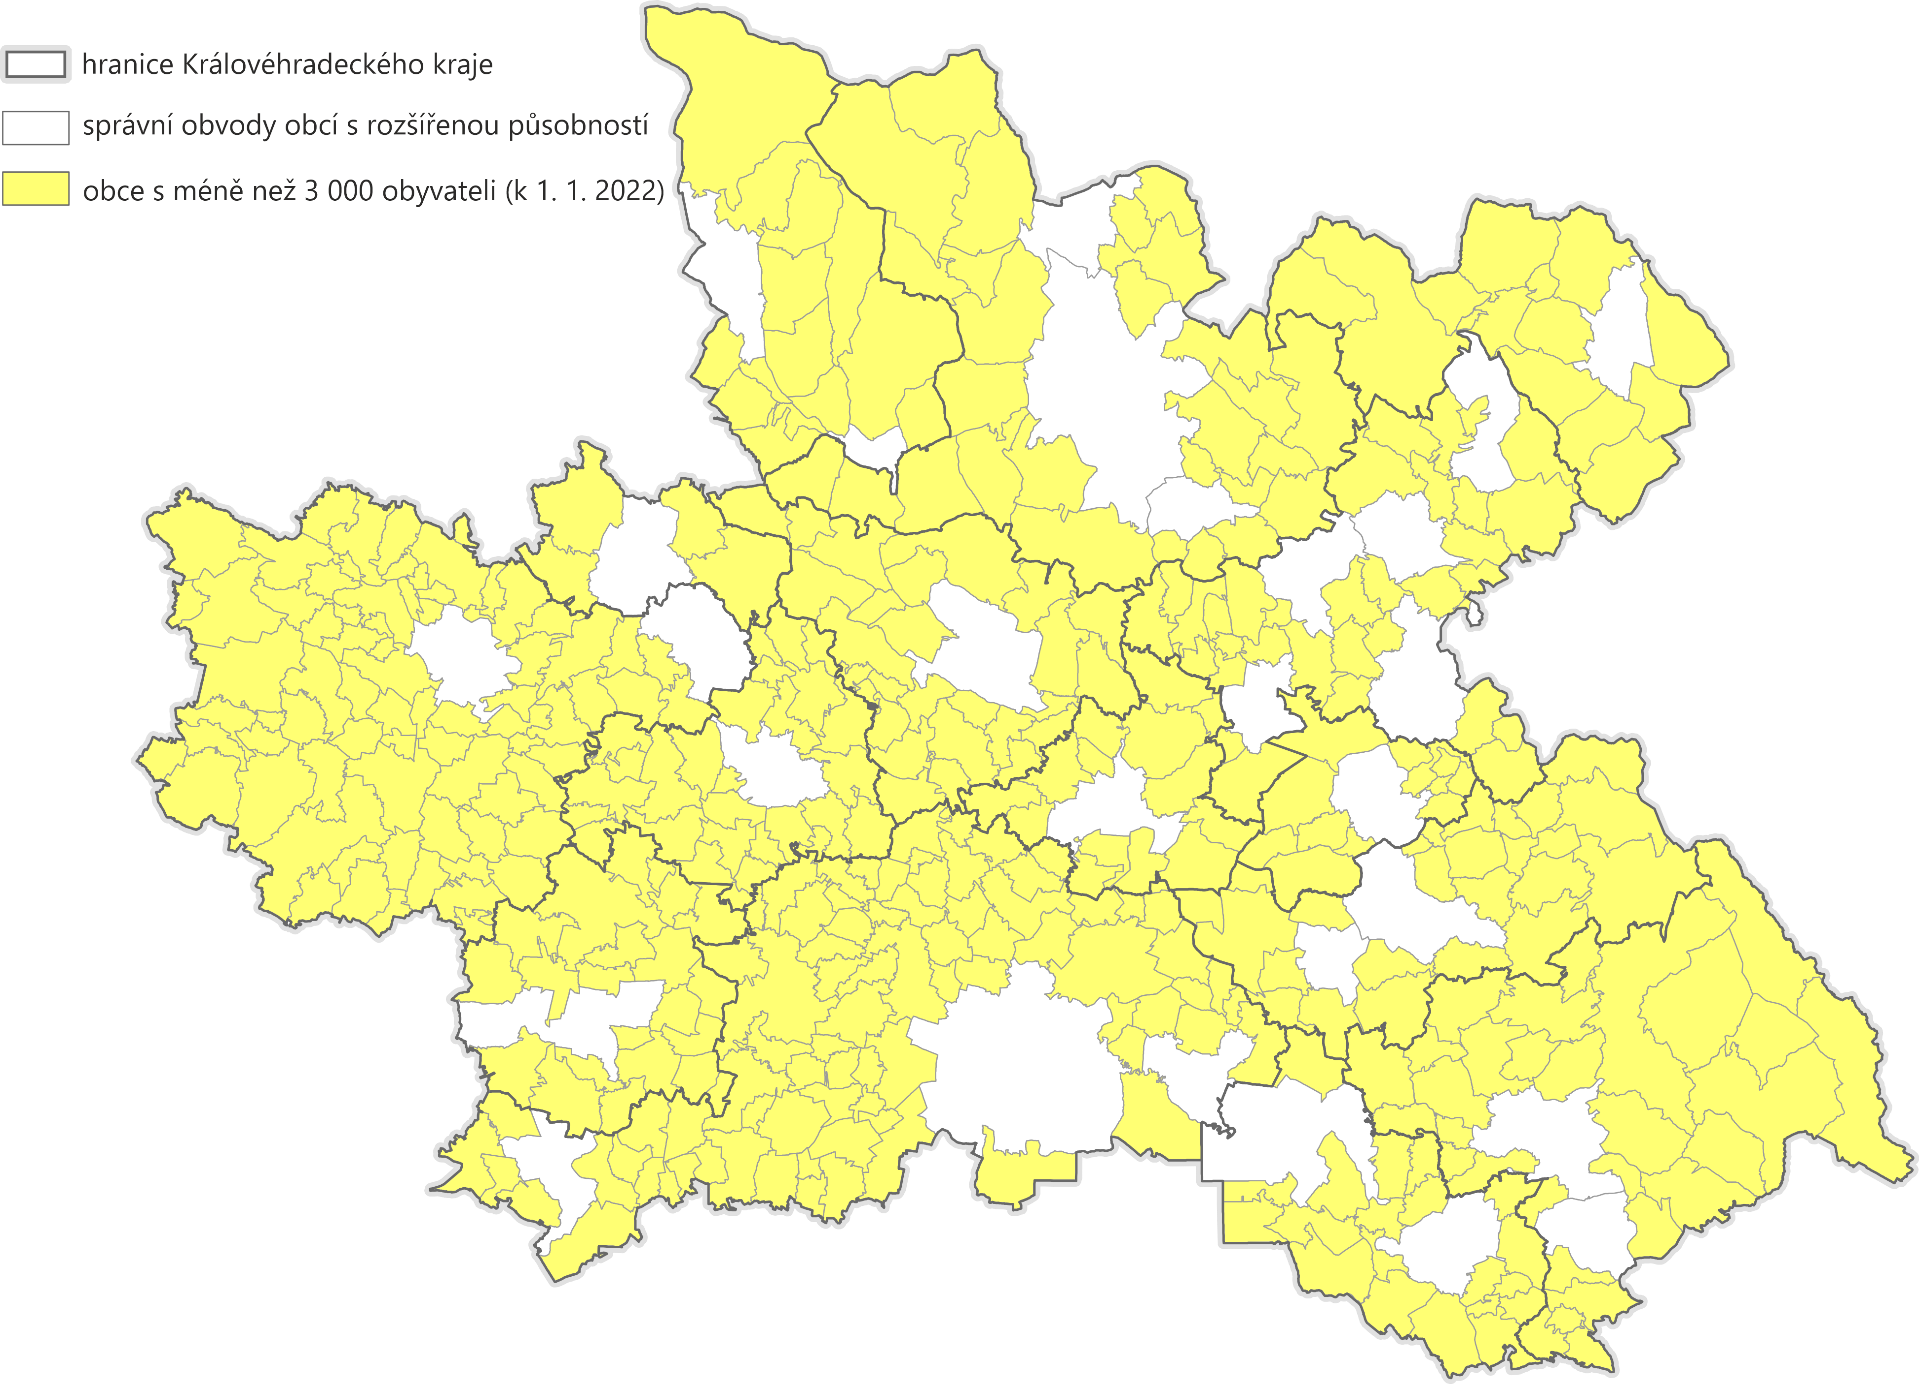 hranice Královéhradeckého kraje
správní obvody obcí s rozšířenou působností
obce s méně než 3 000 obyvateli (k 1. 1. 2022)